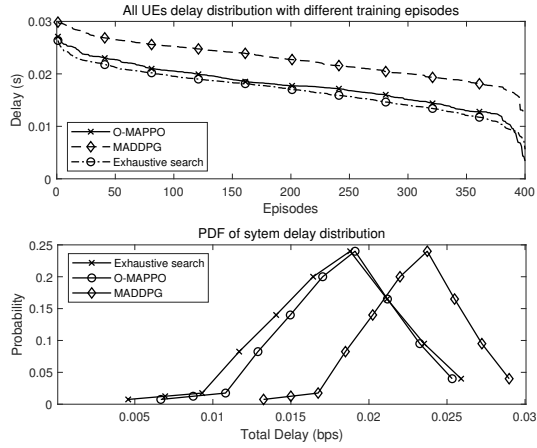 All UEs delay distribution with different training episodes
0.03
0.02
0.01
0
Delay (s)
O-MAPPO
MADDPG
Exhaustive search
1 50 100 150 200 250 300 350 400
Episodes
PDF of sytem delay distribution
0.25
0.2
0.15
0.1
0.05
0
Probability
Exhaustive search
O-MAPPO
MADDPG
0.005 0.01 0.015 0.02 0.025 0.03
Total Delay (bps)